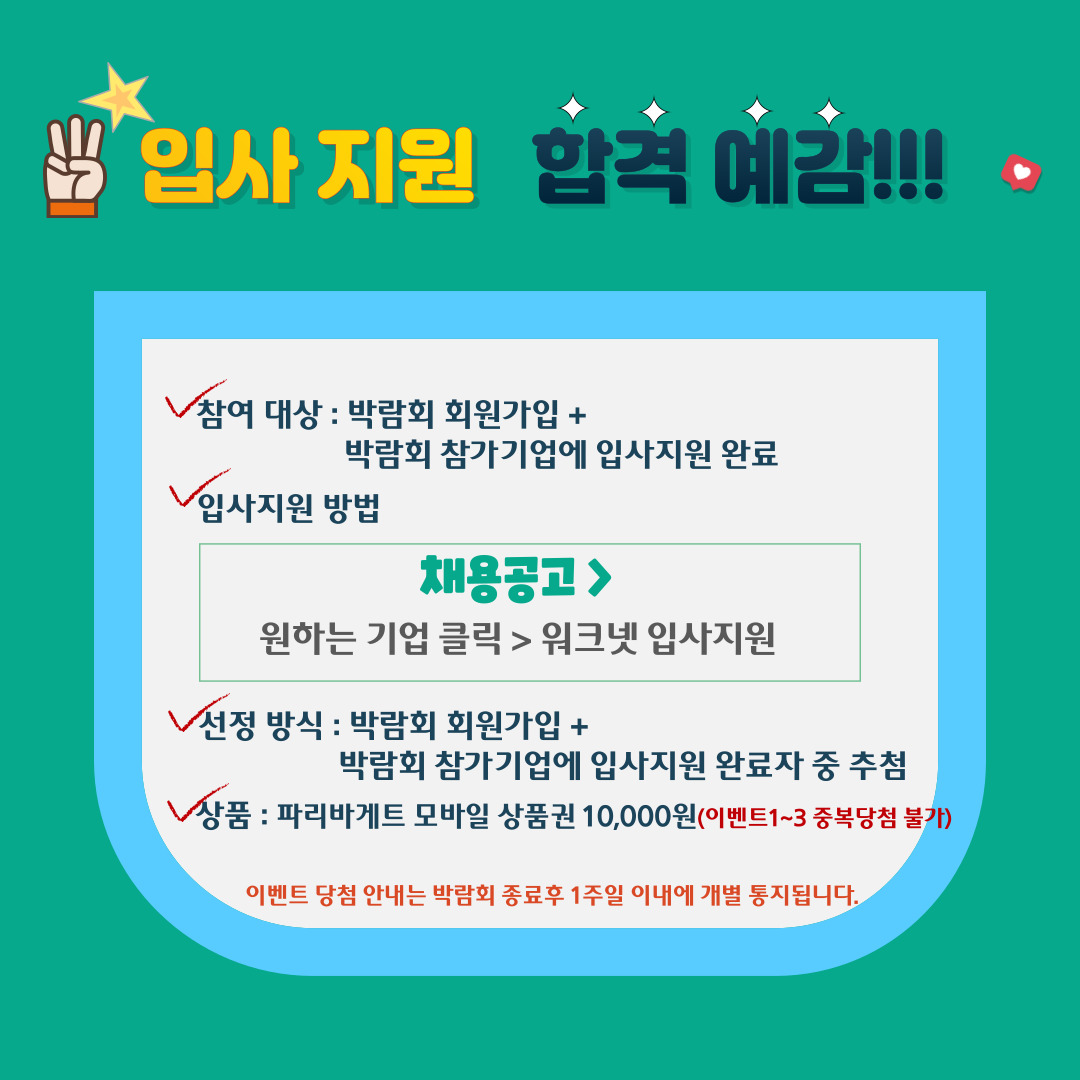 입사 지원 합격 예감!!!
참여 대상 : 박람회 회원가입 +
박람회 참가기업에 입사지원 완료
입사지원 방법
채용공고 >
원하는 기업 클릭 > 워크넷 입사지원
선정 방식 : 박람회 회원가입 +
박람회 참가기업에 입사지원 완료자 중 추첨
상품 : 파리바게트 모바일 상품권 10,000원(이벤트1~3 중복당첨 불가)
이벤트 당첨 안내는 박람회 종료후 1주일 이내에 개별 통지됩니다.